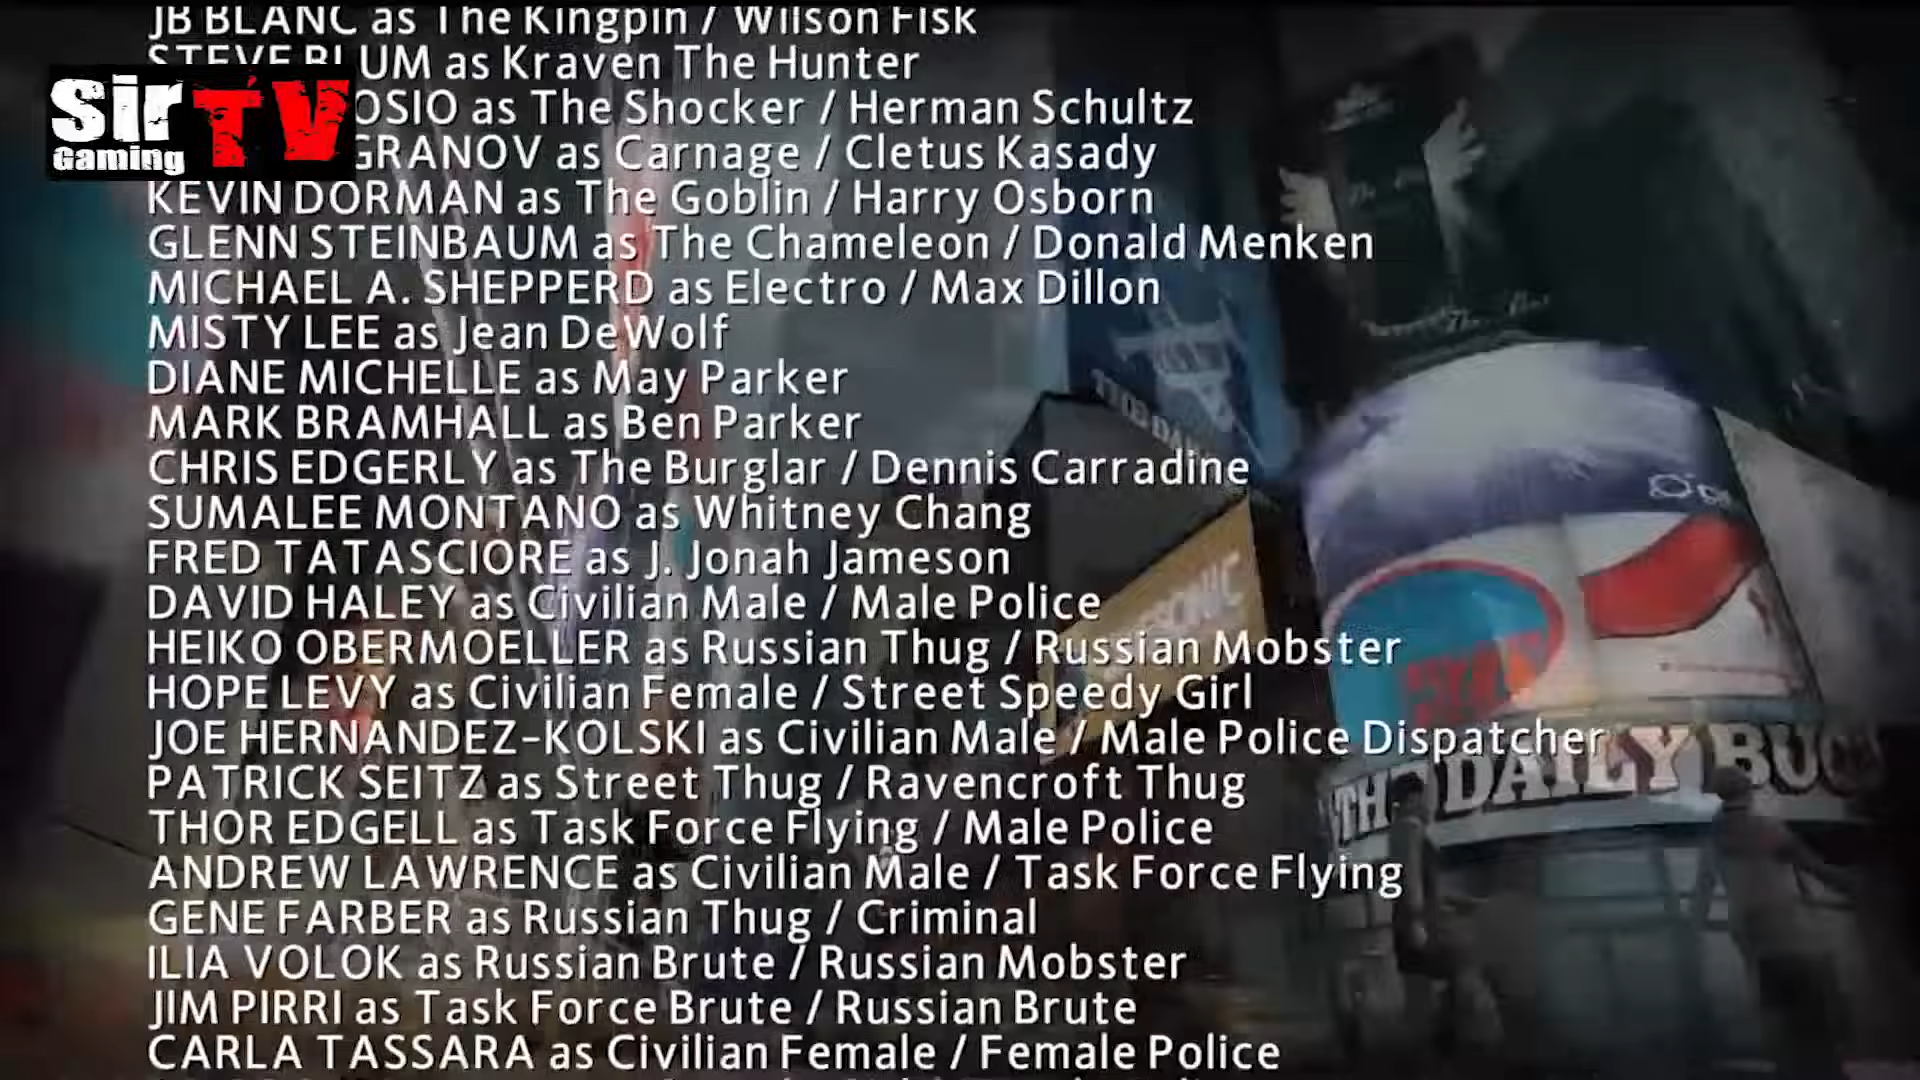 JB BLANC as The Kingpin / Wilson Fisk
STEVE BLUM as Kraven The Hunter
Sir TV
Gaming
OSIO as The Shocker / Herman Schultz
GRANOV as Carnage / Cletus Kasady
KEVIN DORMAN as The Goblin / Harry Osborn
GLENN STEINBAUM as The Chameleon / Donald Menken
MICHAEL A. SHEPPERD as Electro / Max Dillon
MISTY LEE as Jean DeWolf
DIANE MICHELLE as May Parker
MARK BRAMHALL as Ben Parker
CHRIS EDGERLY as The Burglar / Dennis Carradine
SUMALEE MONTANO as Whitney Chang
FRED TATASCIORE as J. Jonah Jameson
DAVID HALEY as Civilian Male / Male Police
HEIKO OBERMOELLER as Russian Thug / Russian Mobster
HOPE LEVY as Civilian Female / Street Speedy Girl
JOE HERNANDEZ-KOLSKI as Civilian Male / Male Police Dispatcher
PATRICK SEITZ as Street Thug / Ravencroft Thug
THOR EDGELL as Task Force Flying / Male Police
ANDREW LAWRENCE as Civilian Male / Task Force Flying
GENE FARBER as Russian Thug / Criminal
ILIA VOLOK as Russian Brute / Russian Mobster
JIM PIRRI as Task Force Brute / Russian Brute
CARLA TASSARA as Civilian Female / Female Police
THE DAILY BUG